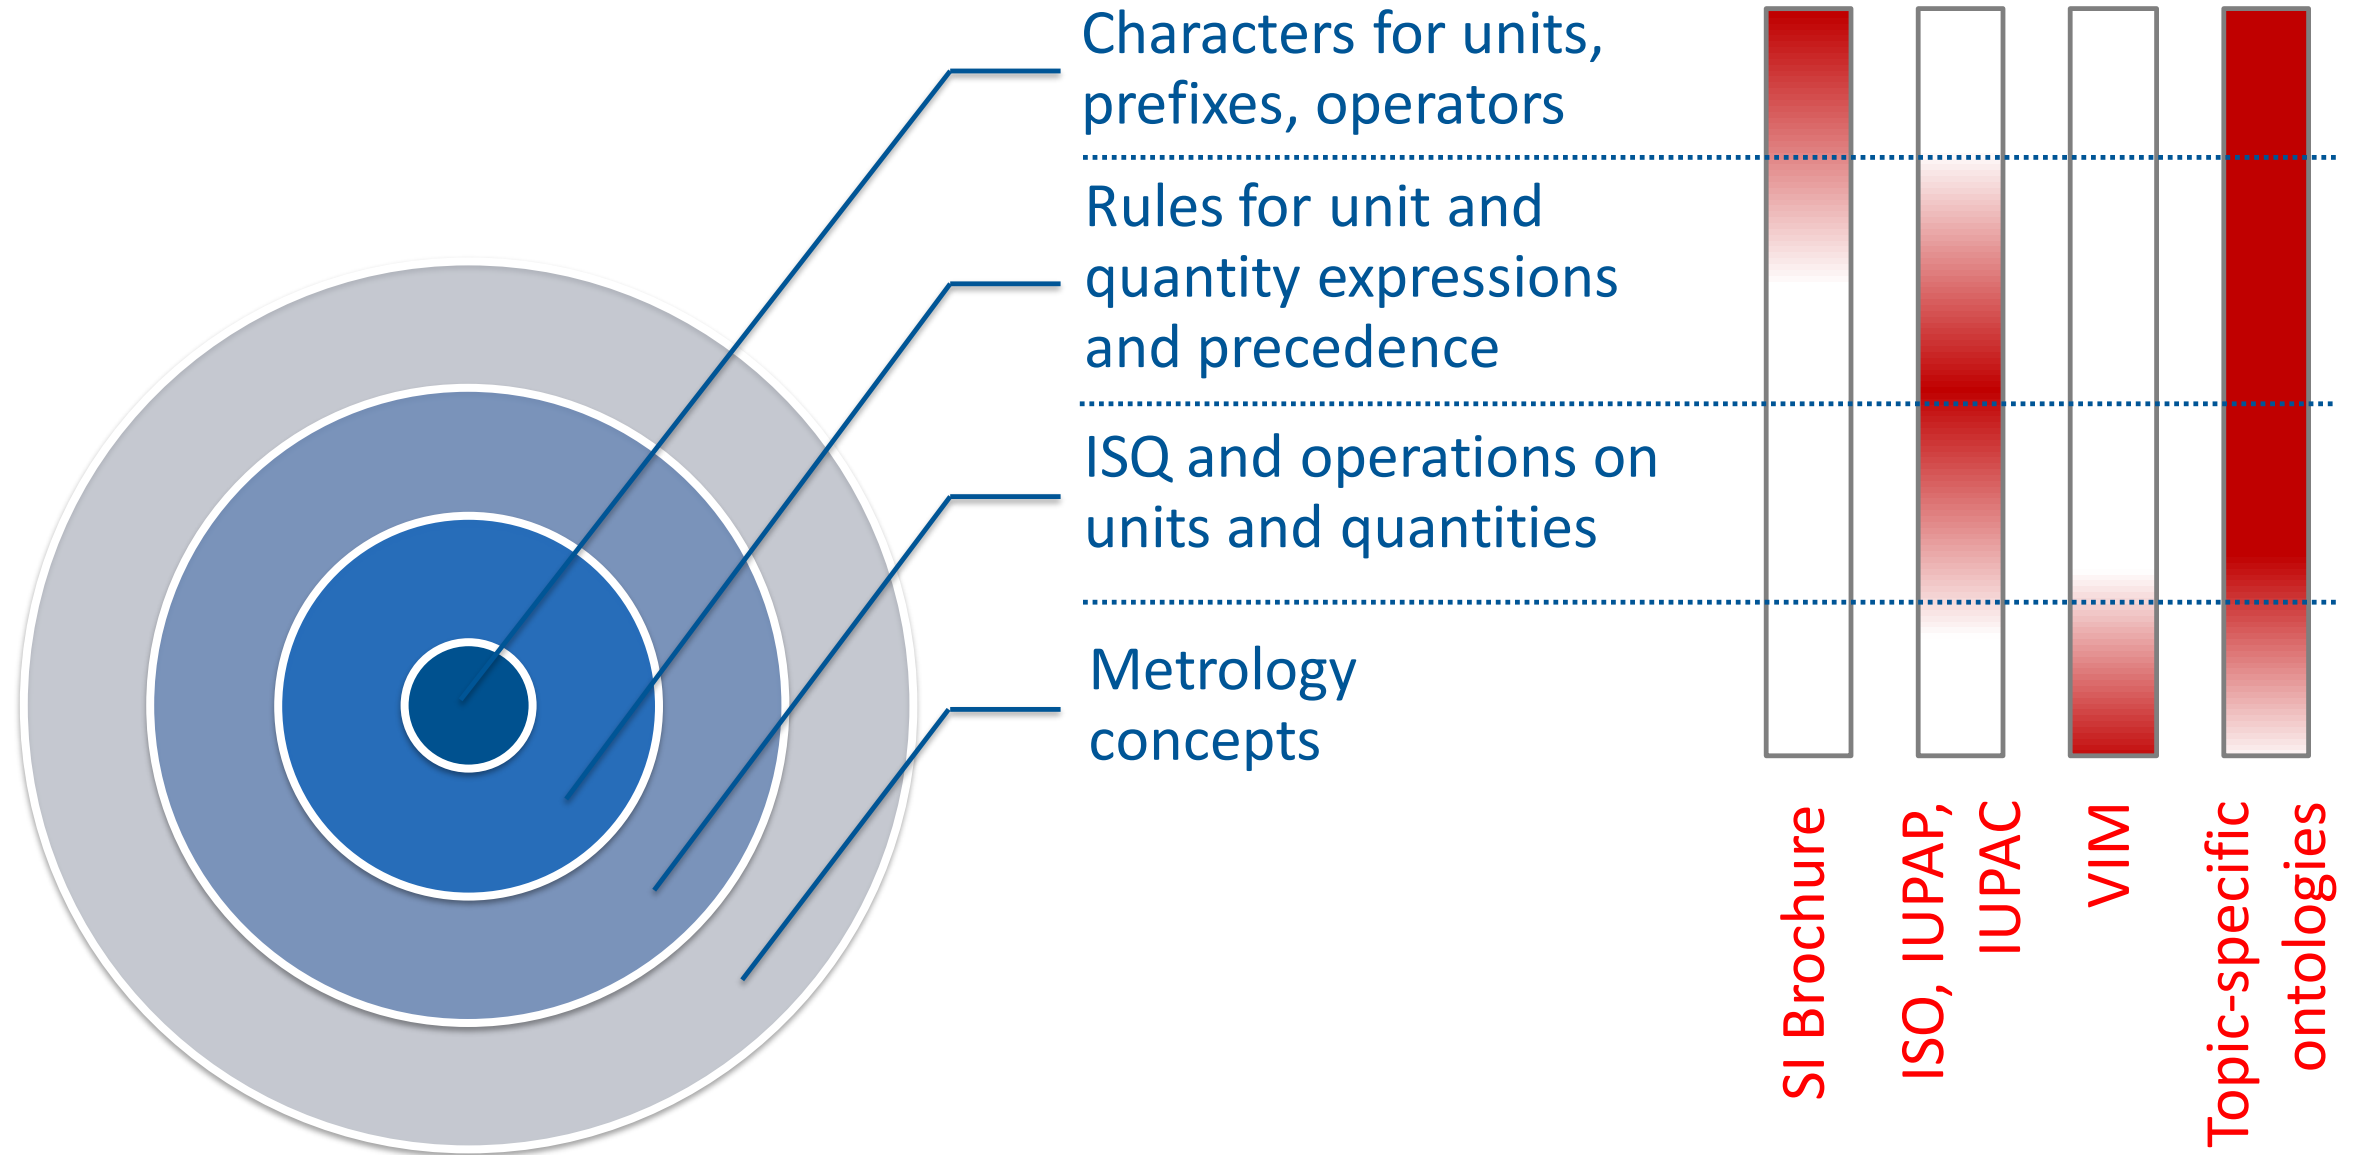 Characters for units,
prefixes, operators
Rules for unit and
quantity expressions
and precedence
ISQ and operations on
units and quantities
Metrology
concepts
SI Brochure
ISO, IUPAP,
IUPAC
VIM
Topic-specific
ontologies